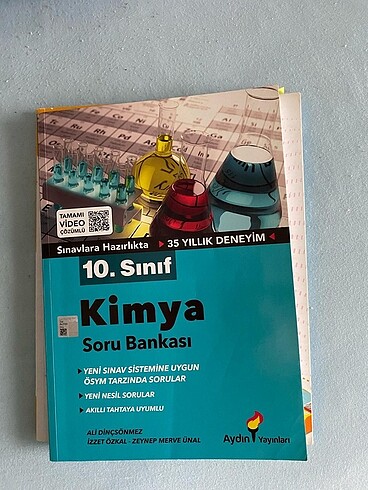 TAMAMI
VİDEO
ÇÖZÜMLÜ
Sınavlara Hazırlıkta ▸ 35 YILLIK DENEYİM ◂
10. Sınıf
Kimya
Soru Bankası
YENİ SINAV SİSTEMİNE UYGUN
ÖSYM TARZINDA SORULAR
YENİ NESİL SORULAR
AKILLI TAHTAYA UYUMLU
ALİ DİNÇSÖNMEZ
İZZET ÖZKAL - ZEYNEP MERVE ÜNAL
Aydın Yayınları